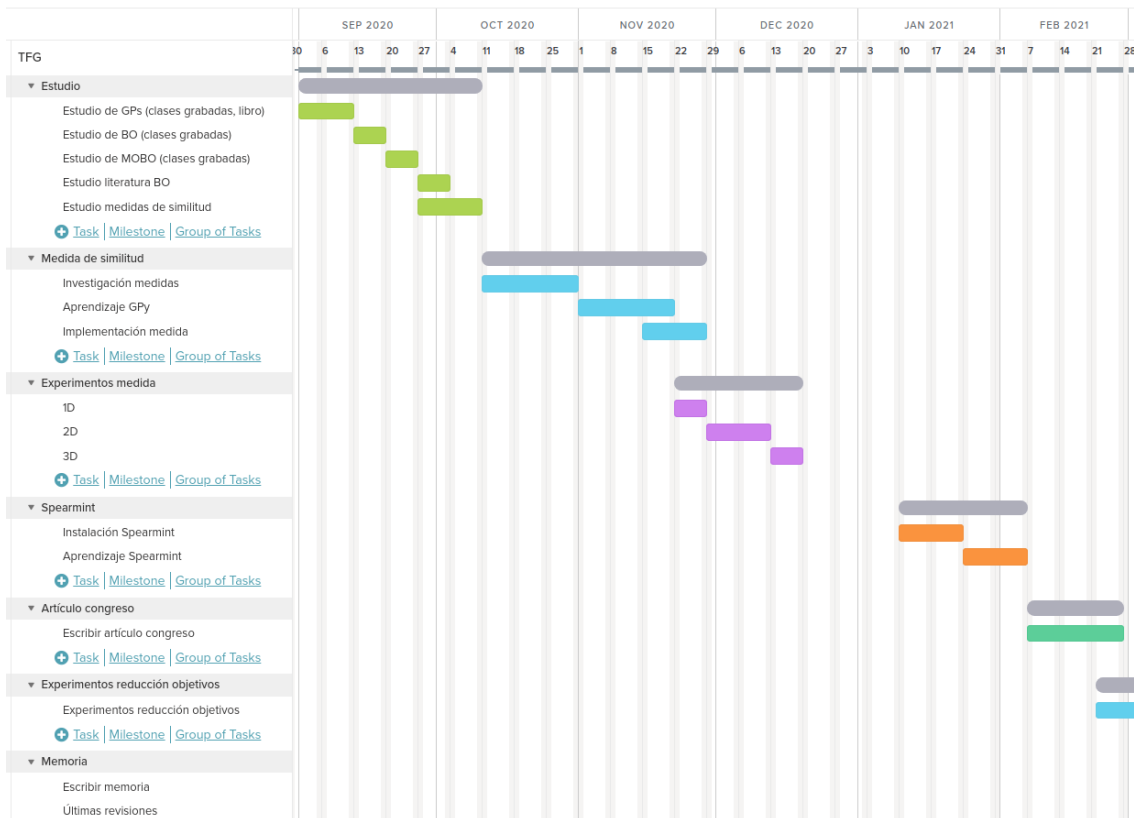 SEP 2020 OCT 2020 NOV 2020 DEC 2020 JAN 2021 FEB 2021
TFG
30 6 13 20 27 4 11 18 25 1 8 15 22 29 6 13 20 27 3 10 17 24 31 7 14 21 28
Estudio
Estudio de GPs (clases grabadas, libro)
Estudio de BO (clases grabadas)
Estudio de MOBO (clases grabadas)
Estudio literatura BO
Estudio medidas de similitud
Task | Milestone | Group of Tasks
Medida de similitud
Investigación medidas
Aprendizaje GPy
Implementación medida
Task | Milestone | Group of Tasks
Experimentos medida
1D
2D
3D
Task | Milestone | Group of Tasks
Spearmint
Instalación Spearmint
Aprendizaje Spearmint
Task | Milestone | Group of Tasks
Artículo congreso
Escribir artículo congreso
Task | Milestone | Group of Tasks
Experimentos reducción objetivos
Experimentos reducción objetivos
Task | Milestone | Group of Tasks
Memoria
Escribir memoria
Últimas revisiones